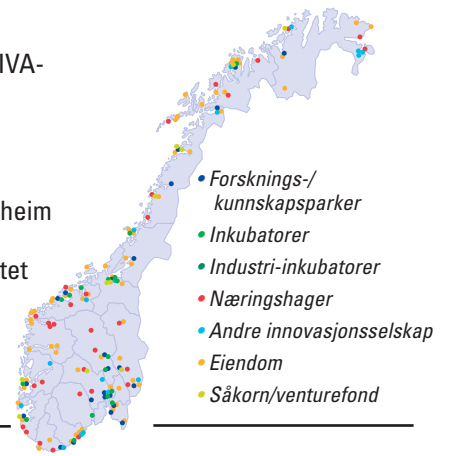 IVA-
heim
tet
• Forsknings-/
kunnskapsparker
• Inkubatorer
• Industri-inkubatorer
• Næringshager
• Andre innovasjonsselskap
• Eiendom
• Såkorn/venturefond